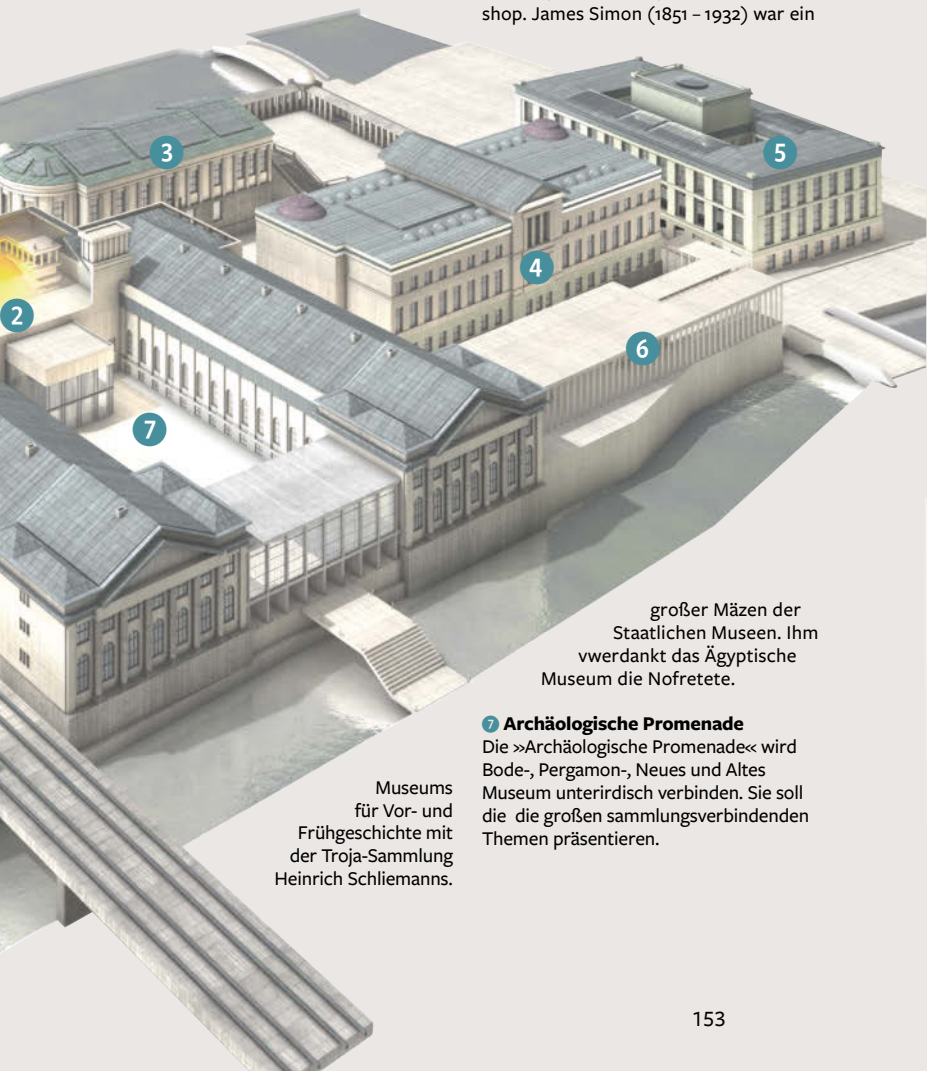 shop. James Simon (1851 – 1932) war ein
3
5
4
2
6
7
großer Mäzen der
Staatlichen Museen. Ihm
vwerdankt das Ägyptische
Museum die Nofretete.
7 Archäologische Promenade
Die »Archäologische Promenade« wird
Bode-, Pergamon-, Neues und Altes
Museum unterirdisch verbinden. Sie soll
die die großen sammlungsverbindenden
Themen präsentieren.
Museums
für Vor- und
Frühgeschichte mit
der Troja-Sammlung
Heinrich Schliemanns.
153